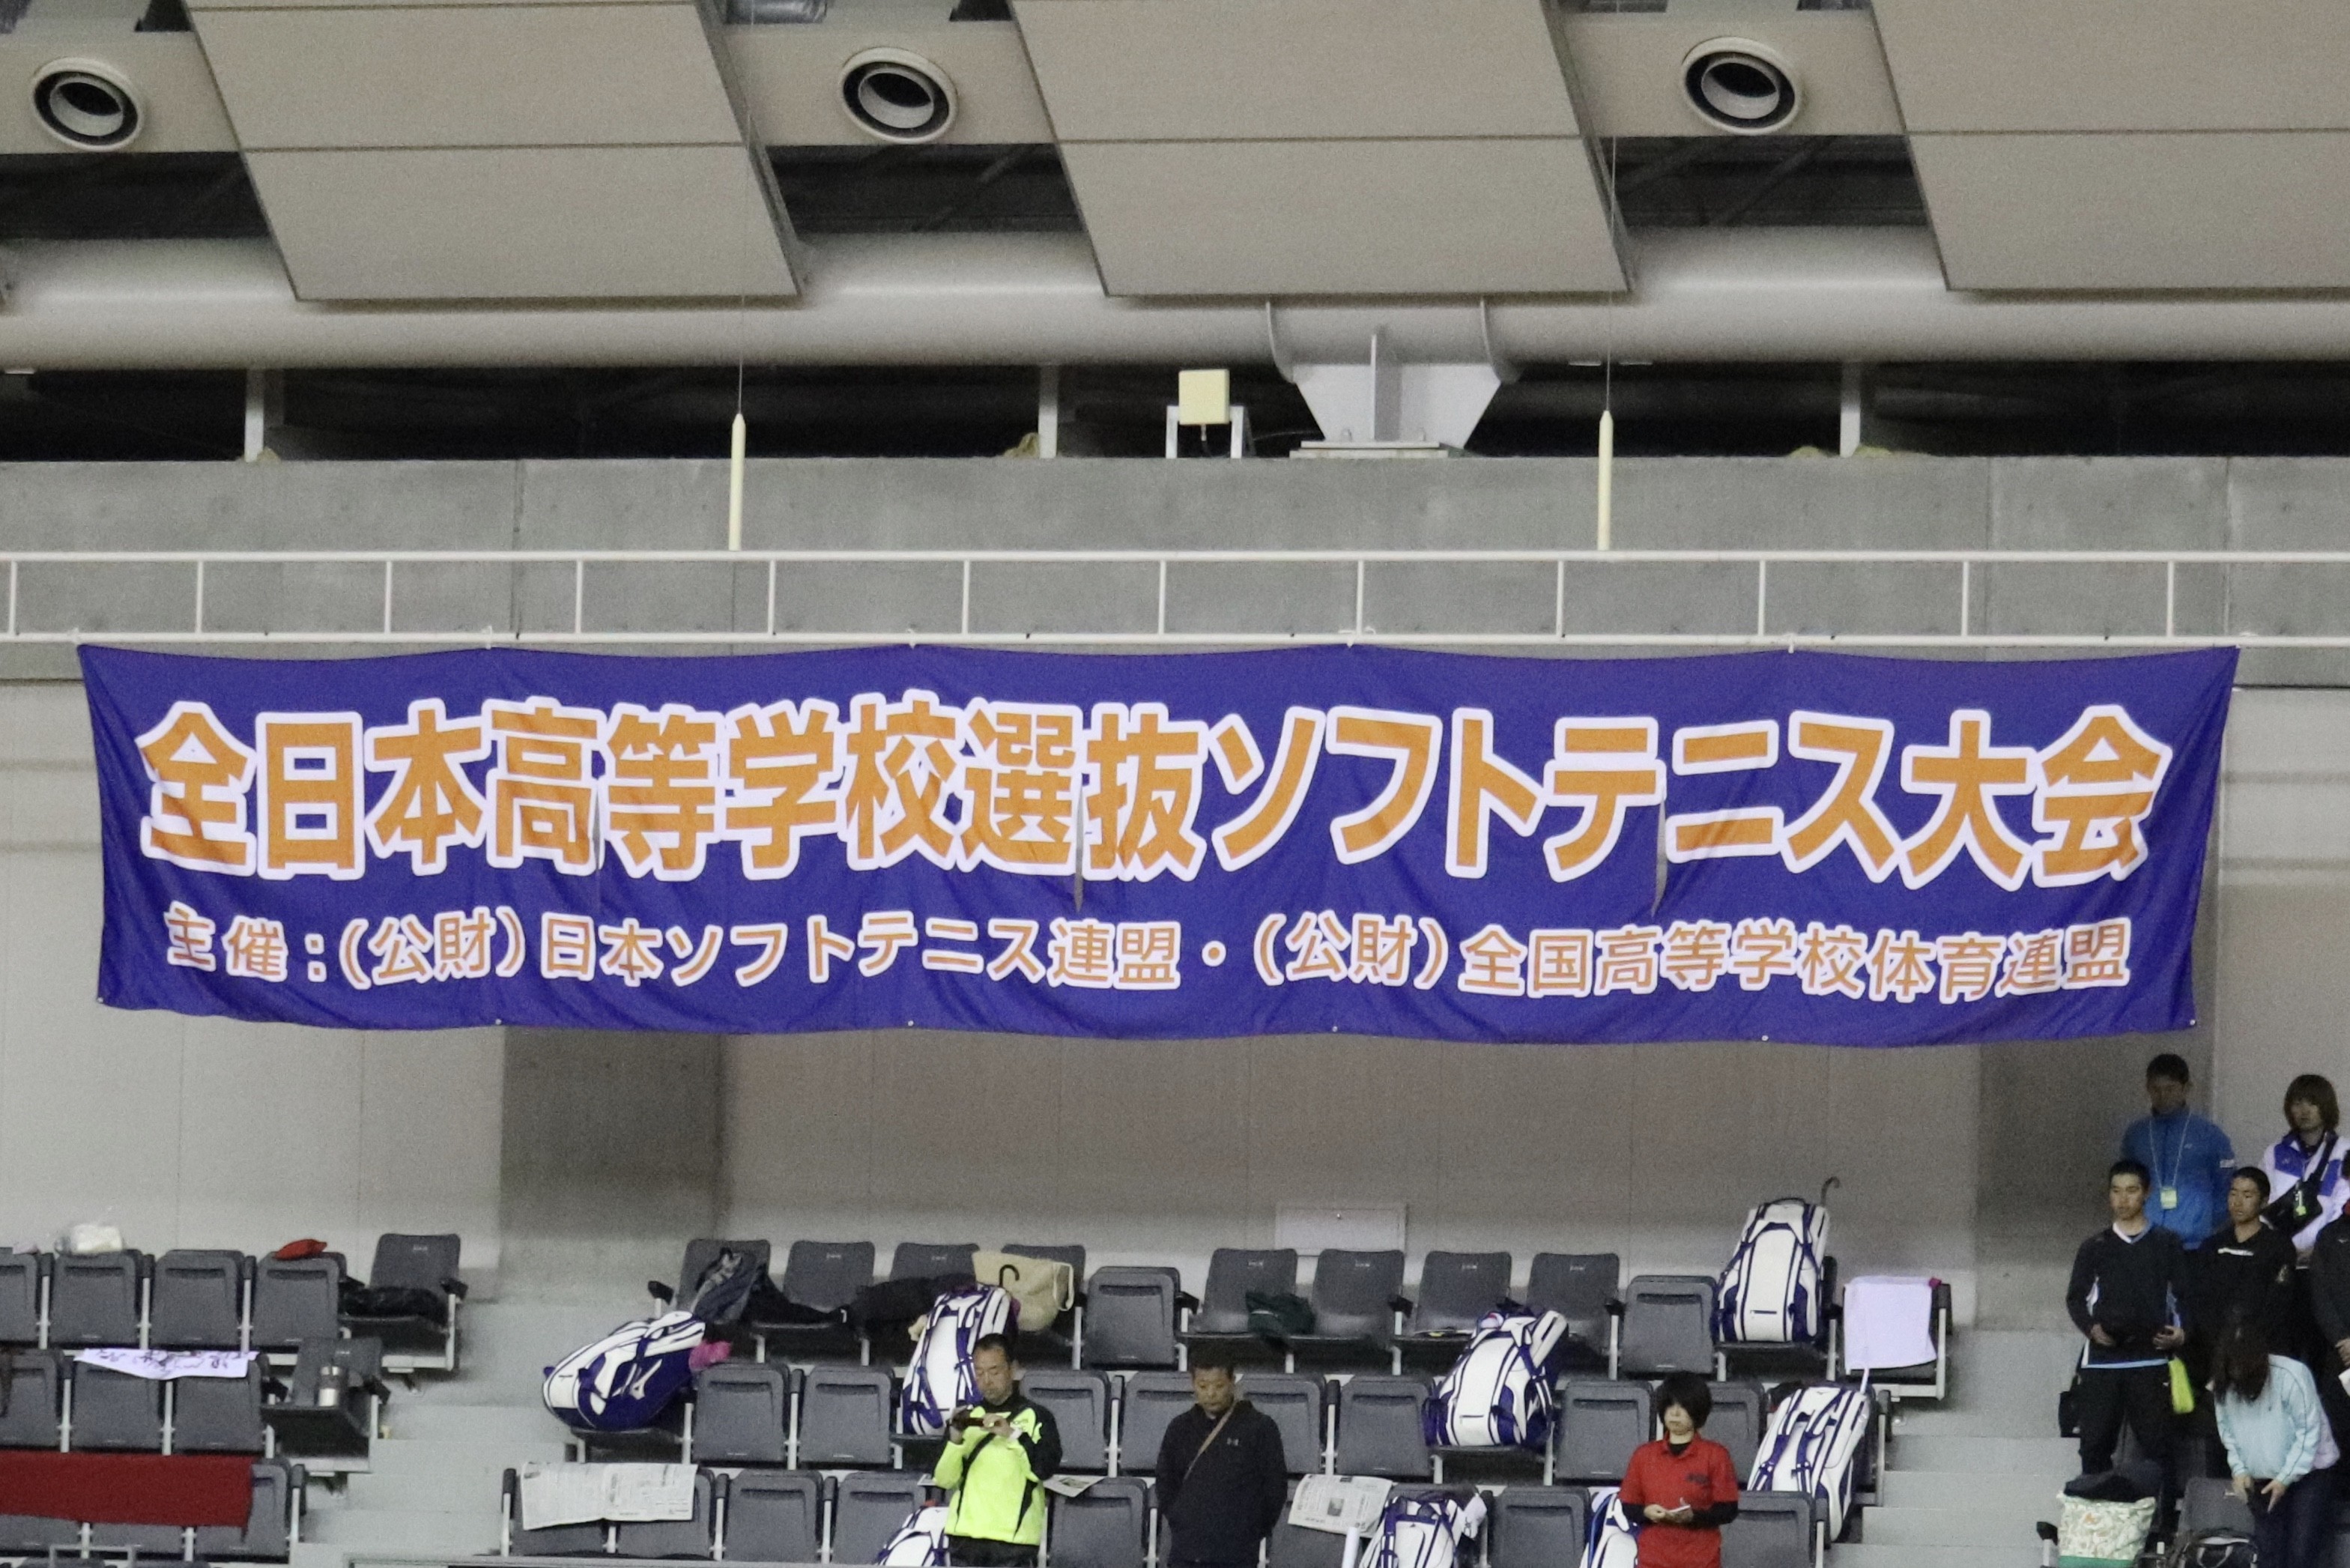 全日本高等学校選抜ソフトテニス大会
主催：（公財）日本ソフトテニス連盟・（公財）全国高等学校体育連盟